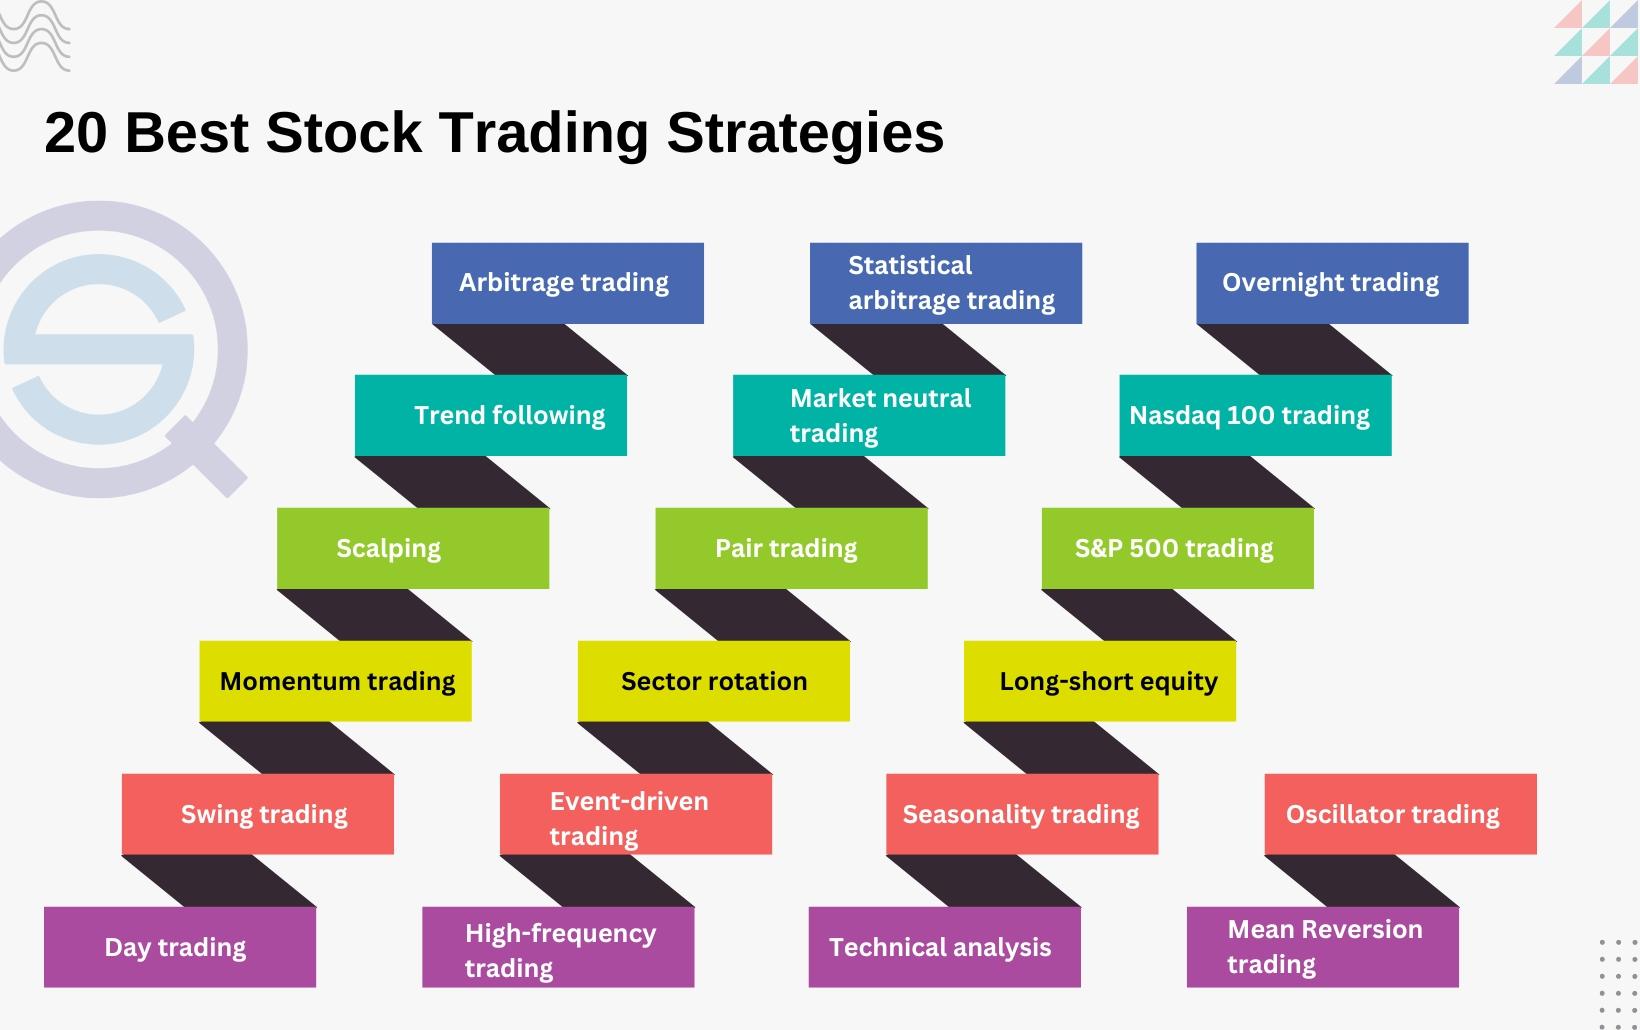 20 Best Stock Trading Strategies
Arbitrage trading
Statistical
arbitrage trading
Overnight trading
Trend following
Market neutral
trading
Nasdaq 100 trading
Scalping
Pair trading
S&P 500 trading
Momentum trading
Sector rotation
Long-short equity
Swing trading
Event-driven
trading
Seasonality trading
Oscillator trading
Day trading
High-frequency
trading
Technical analysis
Mean Reversion
trading